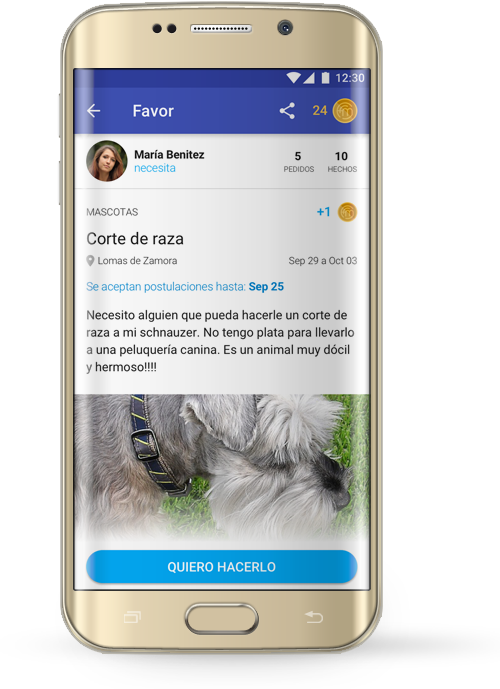 12:30
Favor
24
María Benitez
necesita
5
PEDIDOS
10
HECHOS
MASCOTAS
+1
Corte de raza
Lomas de Zamora
Sep 29 a Oct 03
Se aceptan postulaciones hasta: Sep 25
Necesito alguien que pueda hacerle un corte de
raza a mi schnauzer. No tengo plata para llevarlo
a una peluquería canina. Es un animal muy dócil
y hermoso!!!!
QUIERO HACERLO